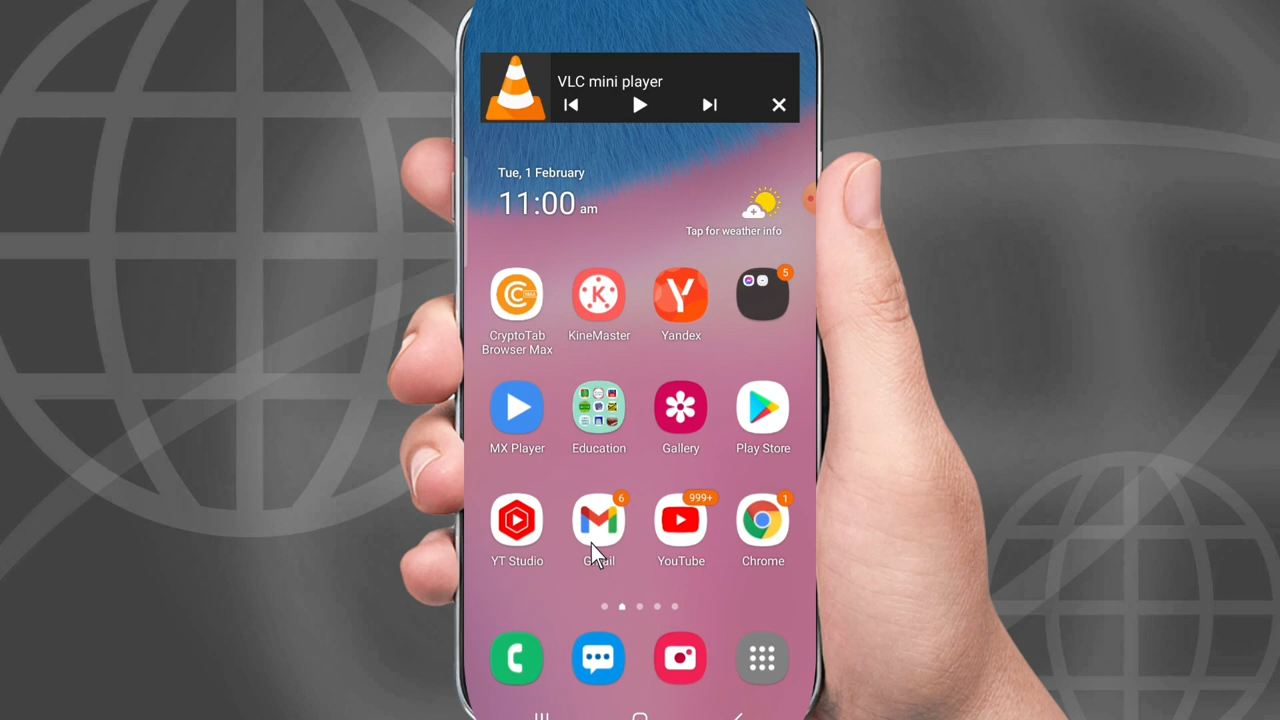 VLC mini player
Tue, 1 February
11:00 am
Tap for weather info
5
CryptoTab
Browser Max
KineMaster
Yandex
MX Player
Education
Gallery
Play Store
6
999+
1
YT Studio
Gmail
YouTube
Chrome